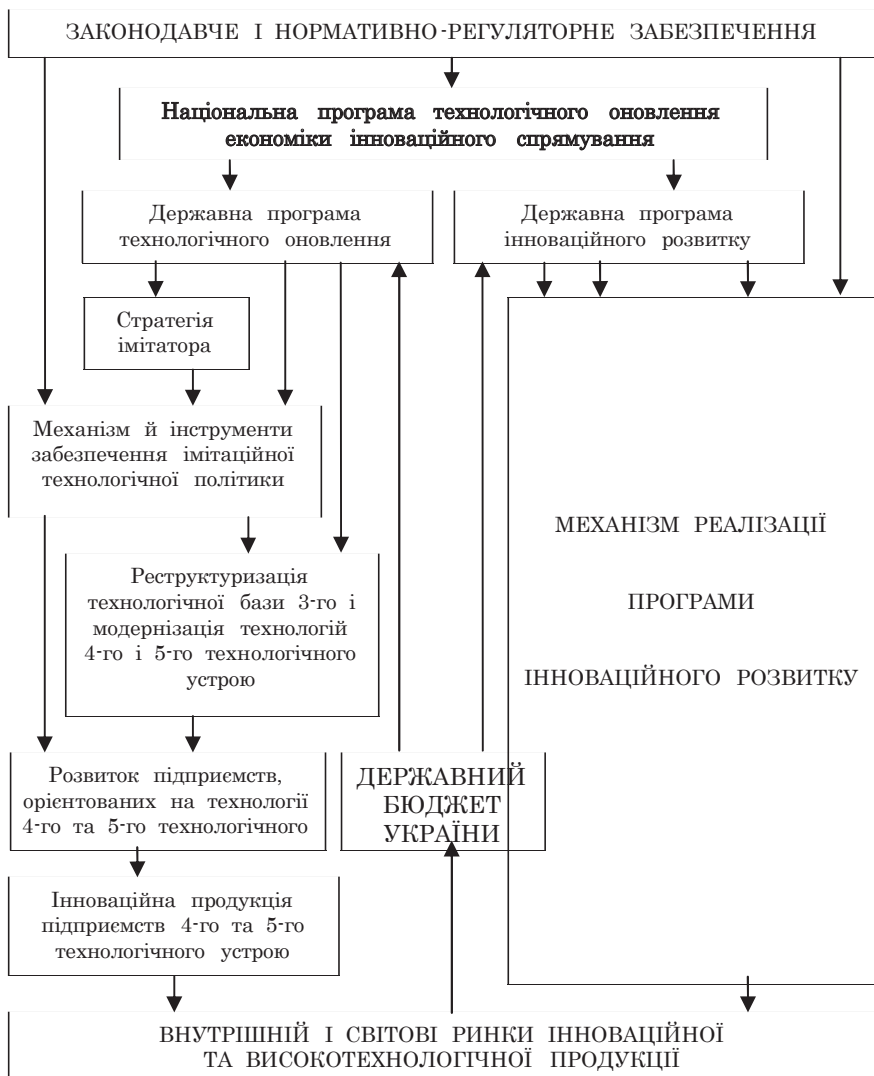 ЗАКОНОДАВЧЕ І НОРМАТИВНО-РЕГУЛЯТОРНЕ ЗАБЕЗПЕЧЕННЯ
Національна програма технологічного оновлення
економіки інноваційного спрямування
Державна програма
технологічного оновлення
Державна програма
інноваційного розвитку
Стратегія
імітатора
Механізм й інструменти
забезпечення імітаційної
технологічної політики
МЕХАНІЗМ РЕАЛІЗАЦІЇ
ПРОГРАМИ
ІННОВАЦІЙНОГО РОЗВИТКУ
Реструктуризація
технологічної бази 3-го і
модернізація технологій
4-го і 5-го технологічного
устрою
Розвиток підприємств,
орієнтованих на технології
4-го та 5-го технологічного
ДЕРЖАВНИЙ
БЮДЖЕТ
УКРАЇНИ
Інноваційна продукція
підприємств 4-го та 5-го
технологічного устрою
ВНУТРІШНІЙ І СВІТОВІ РИНКИ ІННОВАЦІЙНОЇ
ТА ВИСОКОТЕХНОЛОГІЧНОЇ ПРОДУКЦІЇ